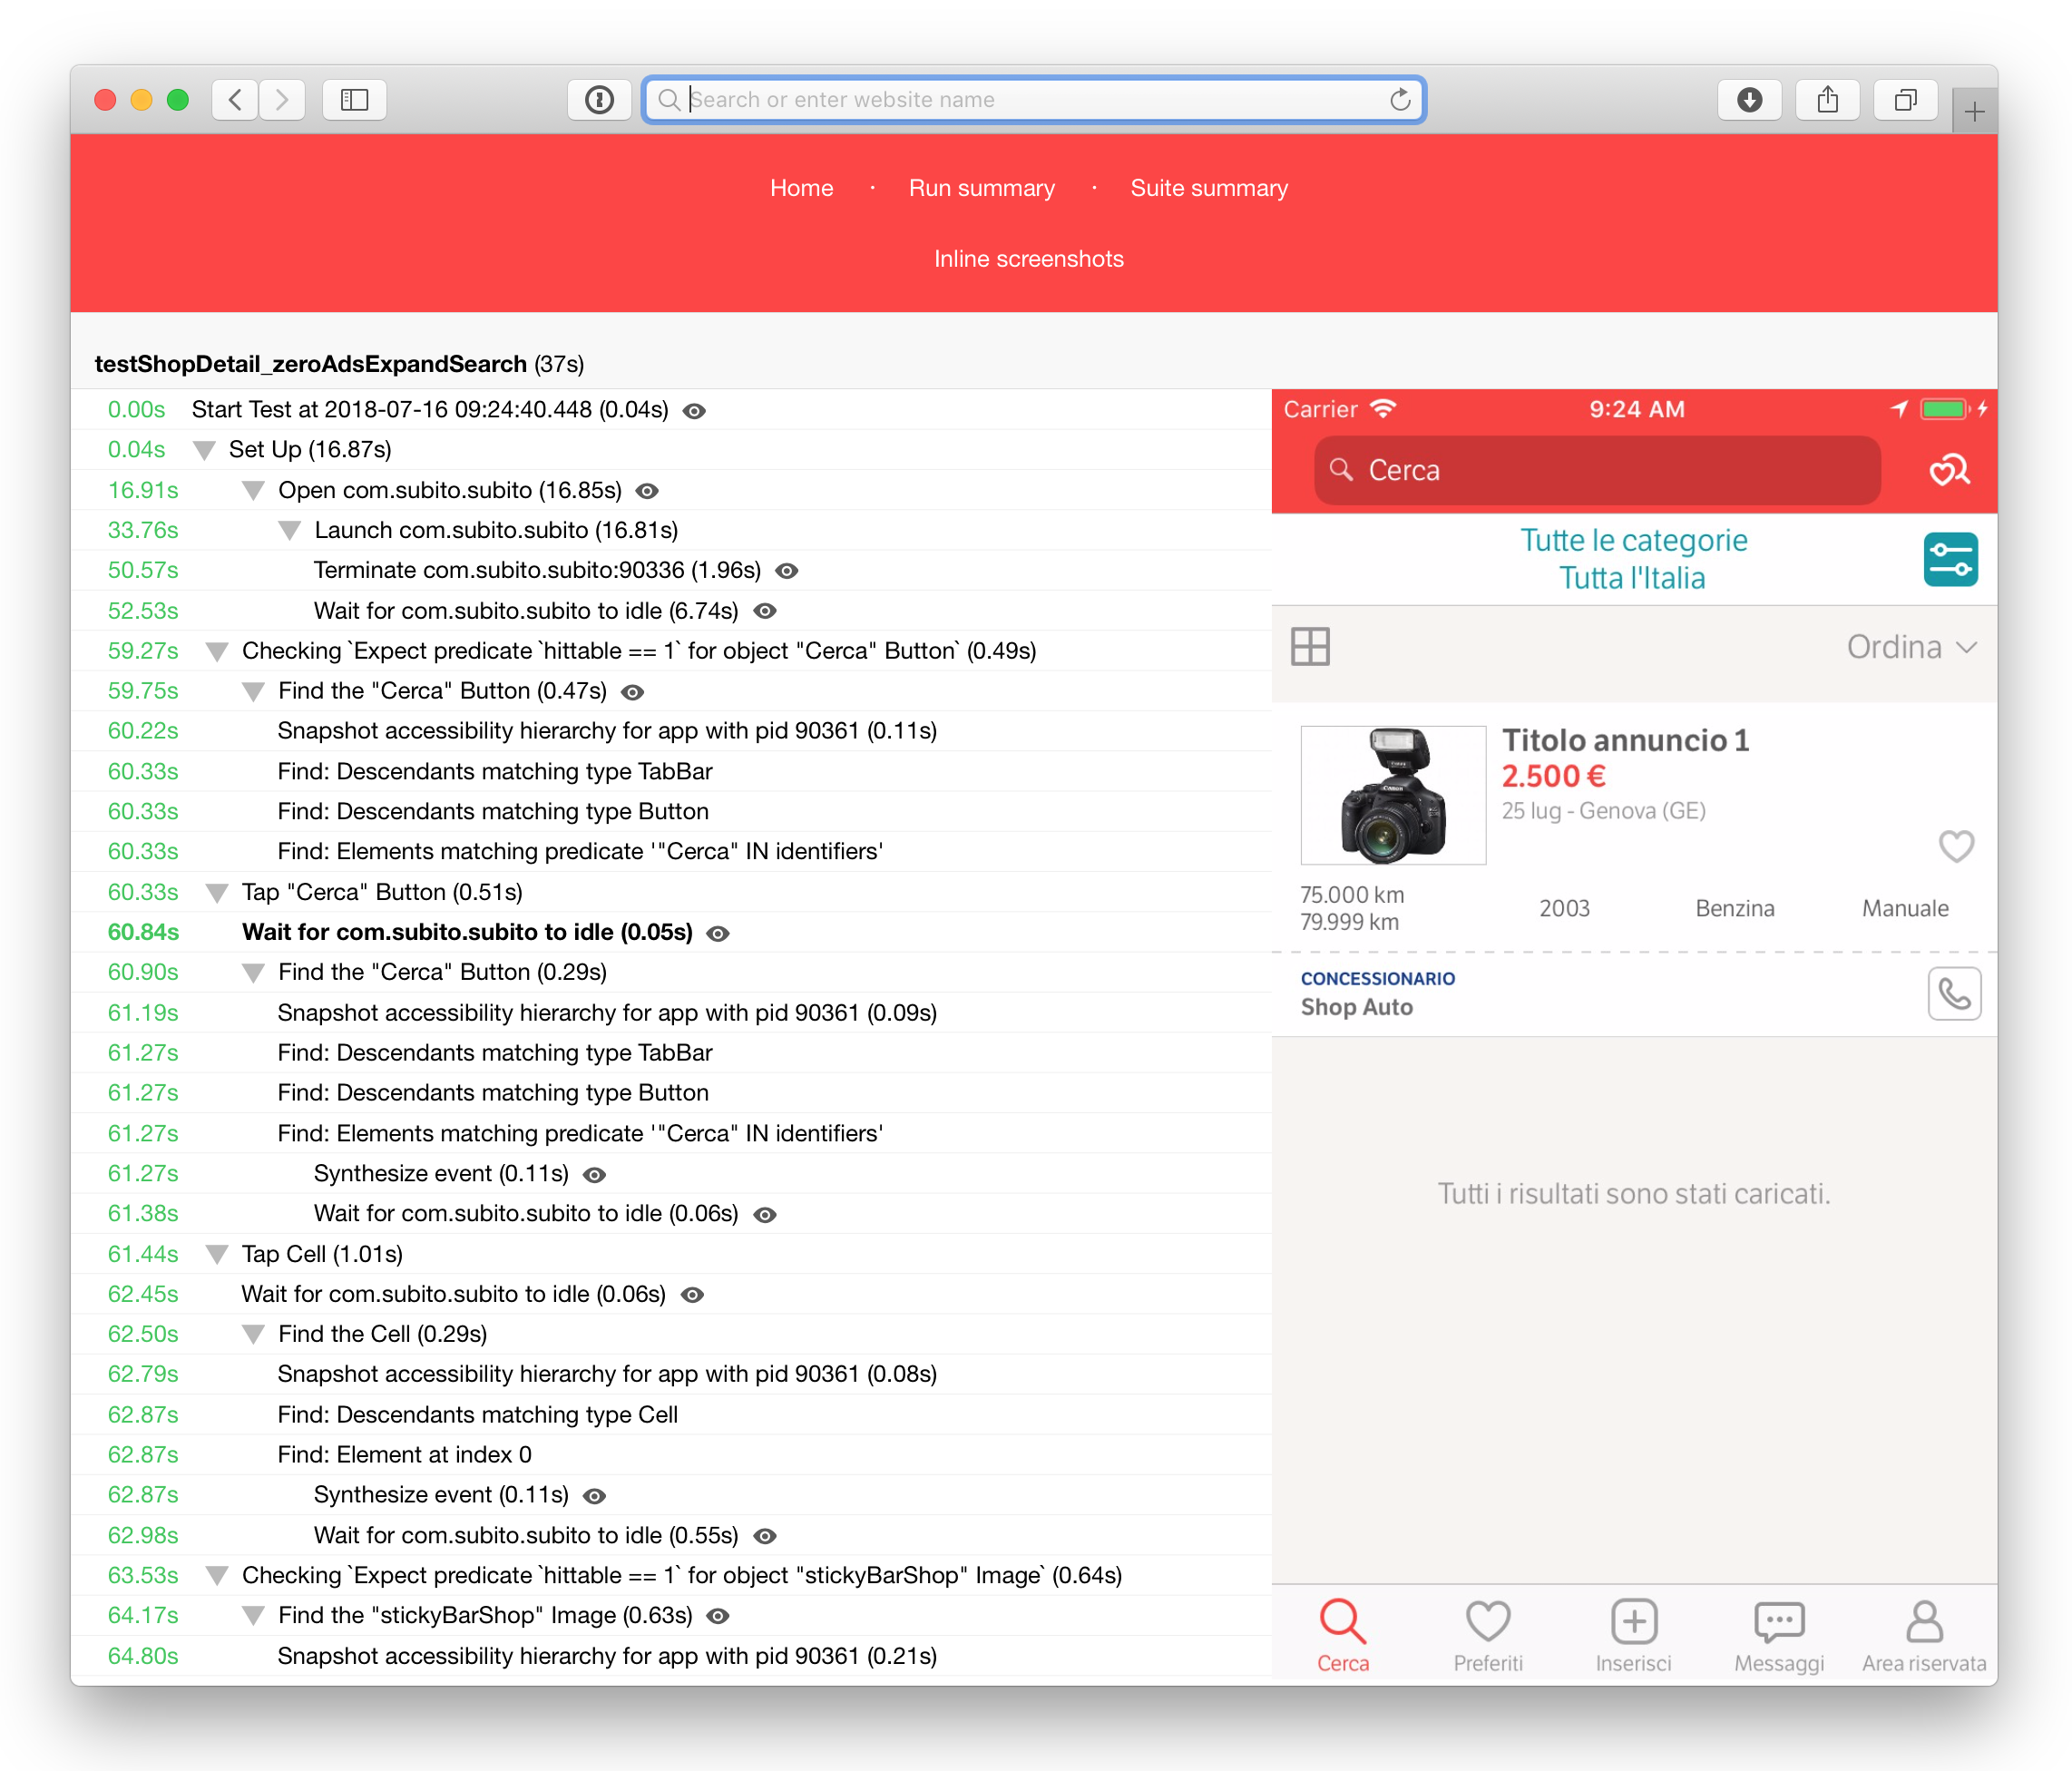 Search or enter website name
Home · Run summary · Suite summary
Inline screenshots
testShopDetail_zeroAdsExpandSearch (37s)
0.00s Start Test at 2018-07-16 09:24:40.448 (0.04s)
0.04s Set Up (16.87s)
16.91s Open com.subito.subito (16.85s)
33.76s Launch com.subito.subito (16.81s)
50.57s Terminate com.subito.subito:90336 (1.96s)
52.53s Wait for com.subito.subito to idle (6.74s)
59.27s Checking `Expect predicate `hittable == 1` for object "Cerca" Button` (0.49s)
59.75s Find the "Cerca" Button (0.47s)
60.22s Snapshot accessibility hierarchy for app with pid 90361 (0.11s)
60.33s Find: Descendants matching type TabBar
60.33s Find: Descendants matching type Button
60.33s Find: Elements matching predicate '"Cerca" IN identifiers'
60.33s Tap "Cerca" Button (0.51s)
60.84s Wait for com.subito.subito to idle (0.05s)
60.90s Find the "Cerca" Button (0.29s)
61.19s Snapshot accessibility hierarchy for app with pid 90361 (0.09s)
61.27s Find: Descendants matching type TabBar
61.27s Find: Descendants matching type Button
61.27s Find: Elements matching predicate '"Cerca" IN identifiers'
61.27s Synthesize event (0.11s)
61.38s Wait for com.subito.subito to idle (0.06s)
61.44s Tap Cell (1.01s)
62.45s Wait for com.subito.subito to idle (0.06s)
62.50s Find the Cell (0.29s)
62.79s Snapshot accessibility hierarchy for app with pid 90361 (0.08s)
62.87s Find: Descendants matching type Cell
62.87s Find: Element at index 0
62.87s Synthesize event (0.11s)
62.98s Wait for com.subito.subito to idle (0.55s)
63.53s Checking `Expect predicate `hittable == 1` for object "stickyBarShop" Image` (0.64s)
64.17s Find the "stickyBarShop" Image (0.63s)
64.80s Snapshot accessibility hierarchy for app with pid 90361 (0.21s)
Carrier 9:24 AM
Cerca
Tutte le categorie
Tutta l'Italia
Ordina
Titolo annuncio 1
2.500 €
25 lug - Genova (GE)
75.000 km
79.999 km
2003 Benzina Manuale
CONCESSIONARIO
Shop Auto
Tutti i risultati sono stati caricati.
Cerca Preferiti Inserisci Messaggi Area riservata